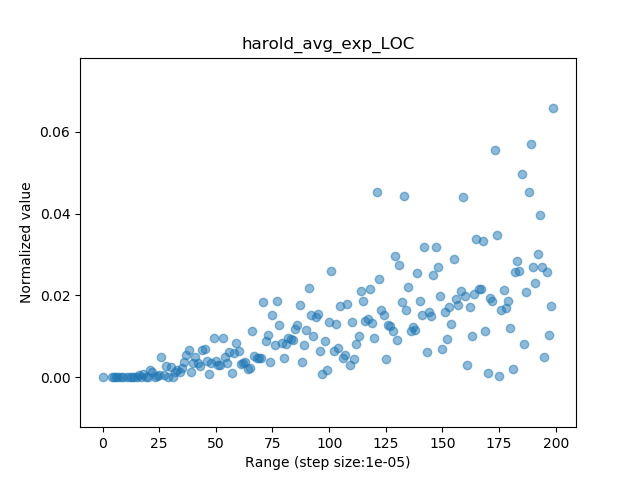 harold_avg_exp_LOC
Normalized value
0.06
0.04
0.02
0.00
0 25 50 75 100 125 150 175 200
Range (step size:1e-05)